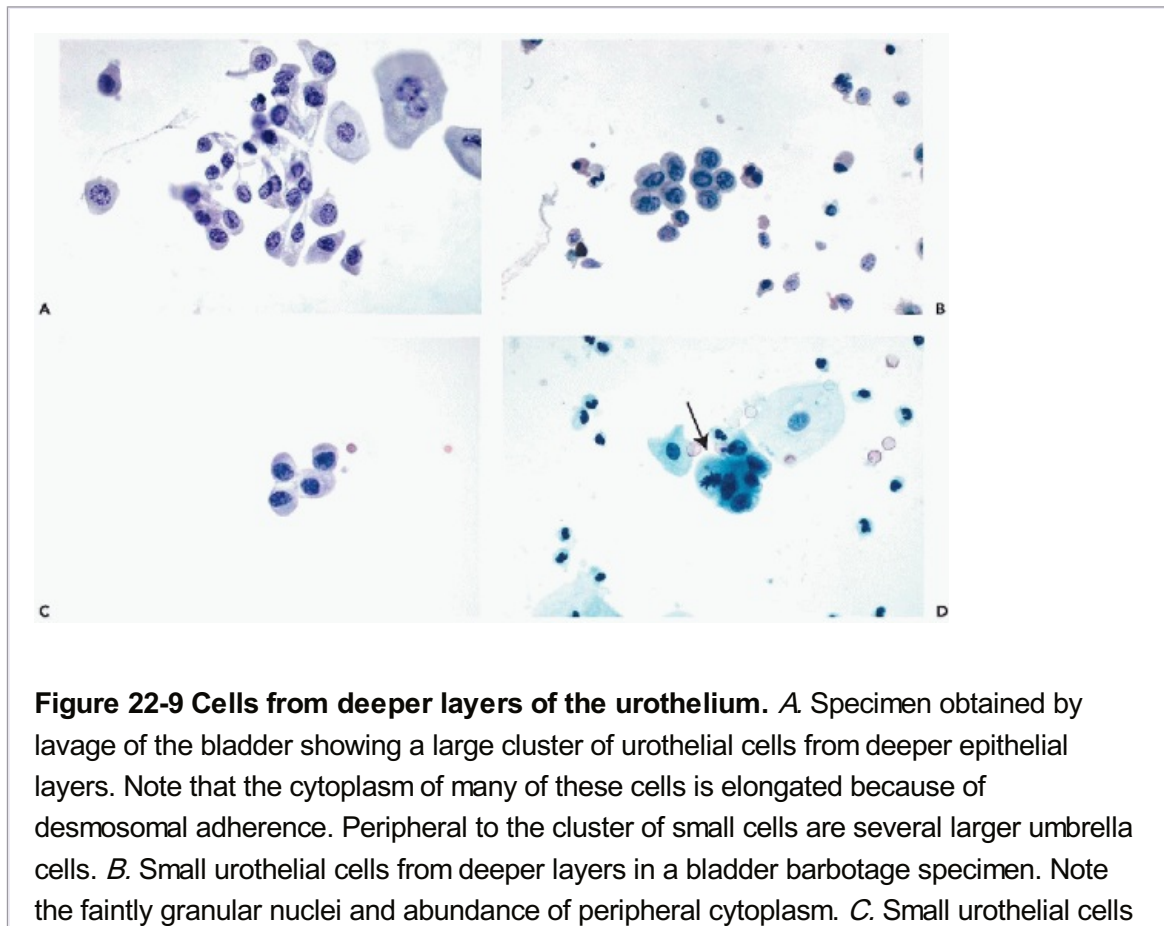 A
B
C
D
Figure 22-9 Cells from deeper layers of the urothelium. A. Specimen obtained by
lavage of the bladder showing a large cluster of urothelial cells from deeper epithelial
layers. Note that the cytoplasm of many of these cells is elongated because of
desmosomal adherence. Peripheral to the cluster of small cells are several larger umbrella
cells. B. Small urothelial cells from deeper layers in a bladder barbotage specimen. Note
the faintly granular nuclei and abundance of peripheral cytoplasm. C. Small urothelial cells